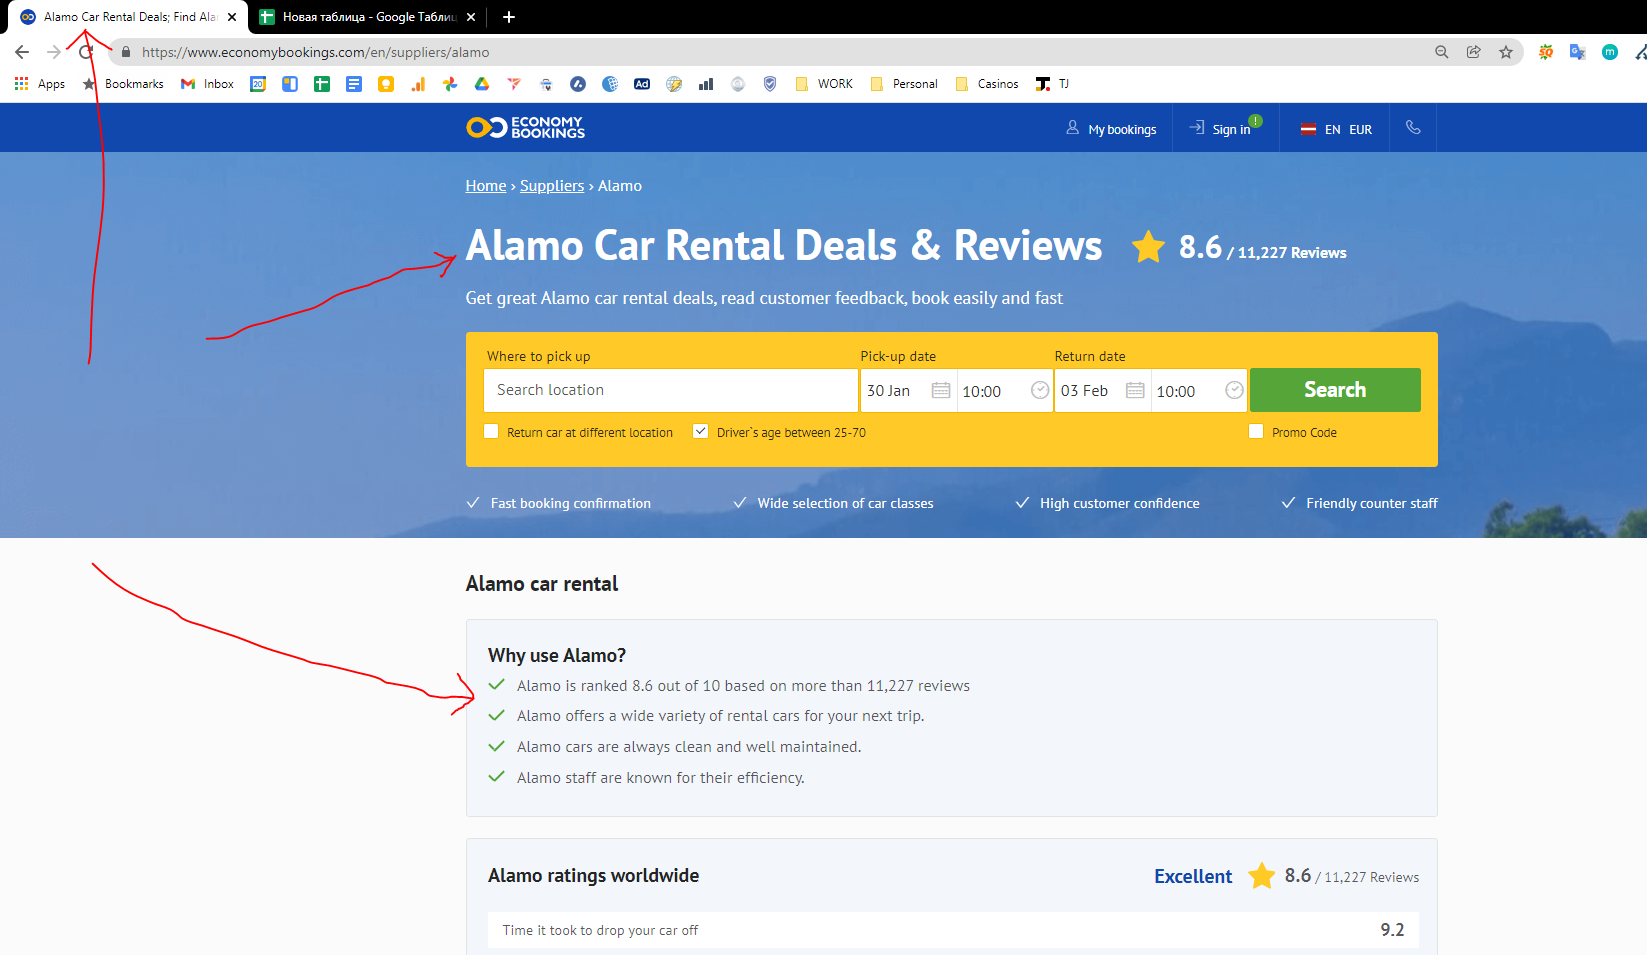 Alamo Car Rental Deals; Find Ala
Новая таблица - Google Таблиц
https://www.economybookings.com/en/suppliers/alamo
Apps
Bookmarks
Inbox
20
Ad
WORK
Personal
Casinos
TJ
SQ
m
ECONOMY
BOOKINGS
My bookings
Sign in
!
EN EUR
Home › Suppliers › Alamo
Alamo Car Rental Deals & Reviews
8.6 / 11,227 Reviews
Get great Alamo car rental deals, read customer feedback, book easily and fast
Where to pick up
Pick-up date
Return date
Search location
30 Jan
10:00
03 Feb
10:00
Search
Return car at different location
Driver`s age between 25-70
Promo Code
Fast booking confirmation
Wide selection of car classes
High customer confidence
Friendly counter staff
Alamo car rental
Why use Alamo?
Alamo is ranked 8.6 out of 10 based on more than 11,227 reviews
Alamo offers a wide variety of rental cars for your next trip.
Alamo cars are always clean and well maintained.
Alamo staff are known for their efficiency.
Alamo ratings worldwide
Excellent
8.6 / 11,227 Reviews
Time it took to drop your car off
9.2